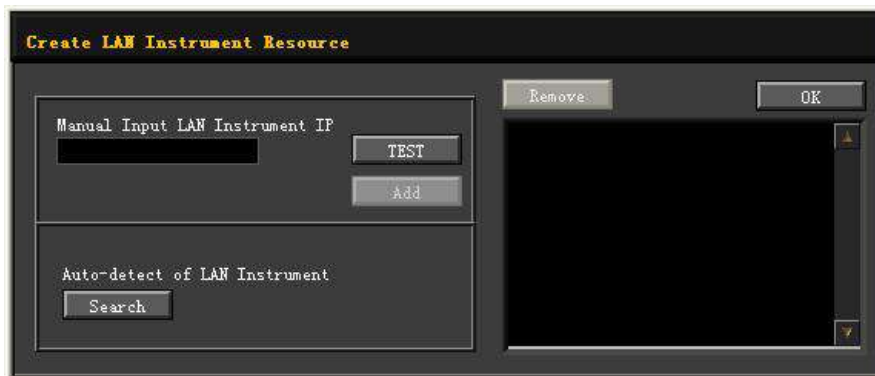 Create LAN Instrument Resource
Remove
OK
Manual Input LAN Instrument IP
TEST
Add
Auto-detect of LAN Instrument
Search